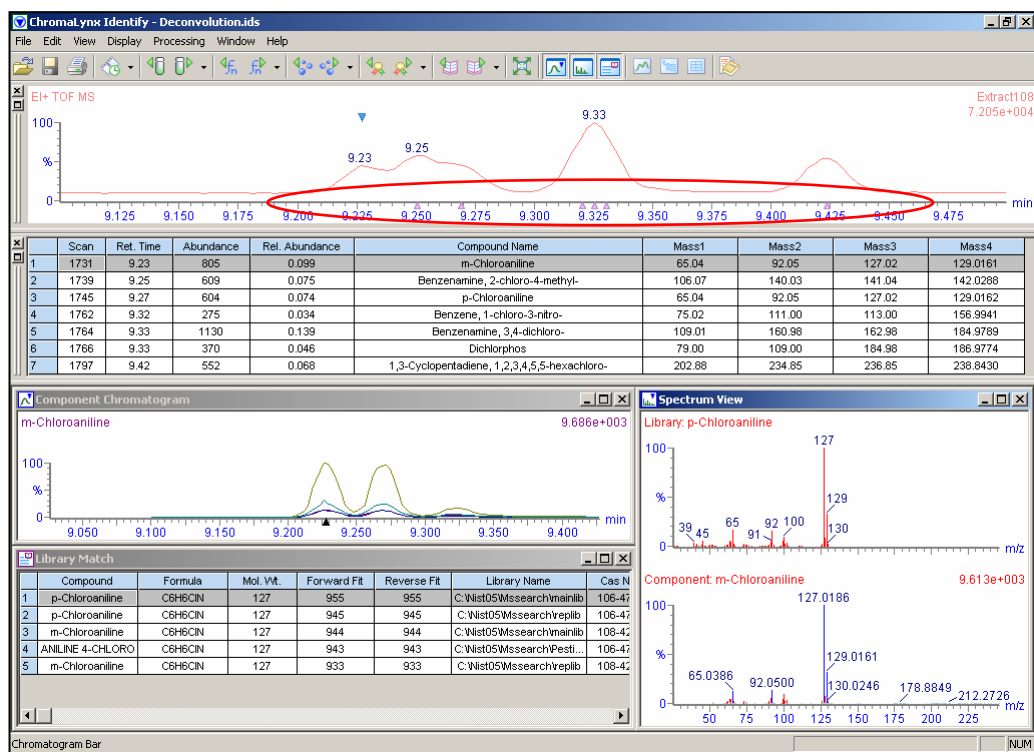 ChromaLynx Identify - Deconvolution.ids
File Edit View Display Processing Window Help
EI+ TOF MS
Extract108
7.205e+004
100
%
0
9.23 9.25 9.33
9.125 9.150 9.175 9.200 9.225 9.250 9.275 9.300 9.325 9.350 9.375 9.400 9.425 9.450 9.475
min
Scan Ret. Time Abundance Rel. Abundance Compound Name Mass1 Mass2 Mass3 Mass4
1 1731 9.23 805 0.099 m-Chloroaniline 65.04 92.05 127.02 129.0161
2 1739 9.25 609 0.075 Benzenamine, 2-chloro-4-methyl- 106.07 140.03 141.04 142.0288
3 1745 9.27 604 0.074 p-Chloroaniline 65.04 92.05 127.02 129.0162
4 1762 9.32 275 0.034 Benzene, 1-chloro-3-nitro- 75.02 111.00 113.00 156.9941
5 1764 9.33 1130 0.139 Benzenamine, 3,4-dichloro- 109.01 160.98 162.98 184.9789
6 1766 9.33 370 0.046 Dichlorphos 79.00 109.00 184.98 186.9774
7 1797 9.42 552 0.068 1,3-Cyclopentadiene, 1,2,3,4,5,5-hexachloro- 202.88 234.85 236.85 238.8430
Component Chromatogram
m-Chloroaniline
9.686e+003
100
%
0
9.050 9.100 9.150 9.200 9.250 9.300 9.350 9.400
min
Library Match
Compound Formula Mol. Wt. Forward Fit Reverse Fit Library Name Cas N
1 p-Chloroaniline C6H6ClN 127 955 955 C:\Nist05\Mssearch\mainlib 106-47
2 p-Chloroaniline C6H6ClN 127 945 945 C:\Nist05\Mssearch\replib 106-47
3 m-Chloroaniline C6H6ClN 127 944 944 C:\Nist05\Mssearch\mainlib 108-42
4 ANILINE 4-CHLORO C6H6ClN 127 943 943 C:\Nist05\Mssearch\Pesti... 106-47
5 m-Chloroaniline C6H6ClN 127 933 933 C:\Nist05\Mssearch\replib 108-42
Spectrum View
Library: p-Chloroaniline
100
%
0
39 45 65 91 92 100 127 129 130
m/z
Component: m-Chloroaniline
9.613e+003
100
%
0
65.0386 92.0500 127.0186 129.0161 130.0246 178.8849 212.2726
m/z
50 75 100 125 150 175 200 225
Chromatogram Bar
NUM